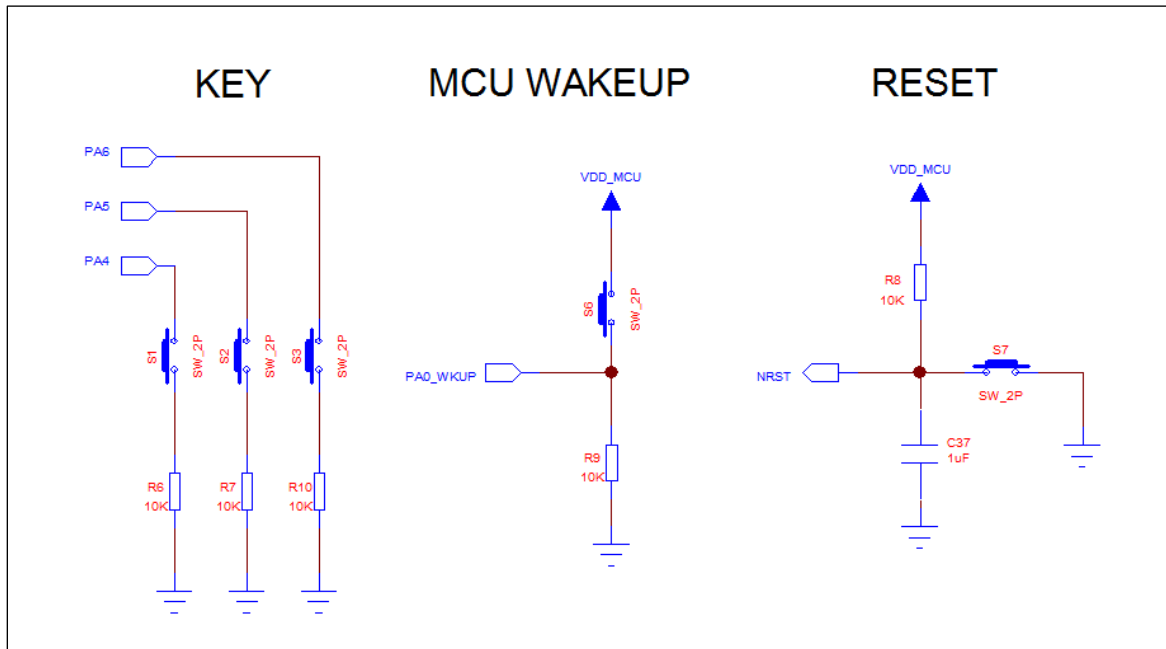 KEY
PA6
PA5
PA4
S1
SW_2P
S2
SW_2P
S3
SW_2P
R6
10K
R7
10K
R10
10K
MCU WAKEUP
VDD_MCU
S6
SW_2P
PA0_WKUP
R9
10K
RESET
VDD_MCU
R8
10K
S7
SW_2P
NRST
C37
1uF